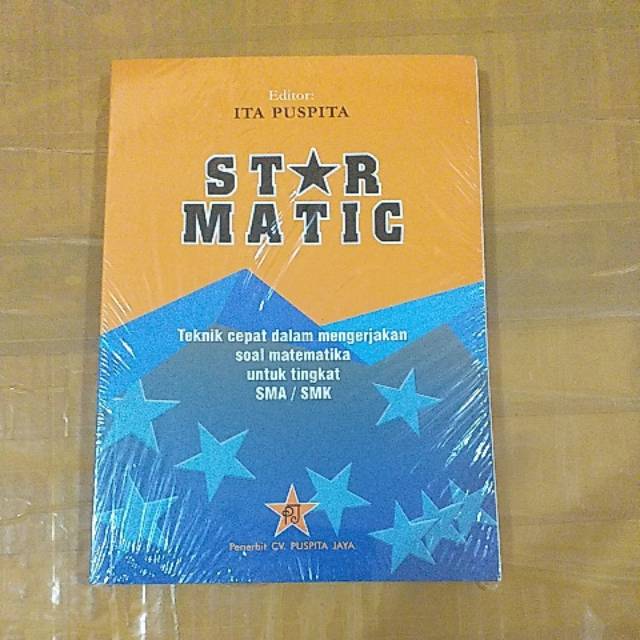 Editor:
ITA PUSPITA
ST★R
MATIC
Teknik cepat dalam mengerjakan
soal matematika
untuk tingkat
SMA / SMK
PJ
Penerbit CV. PUSPITA JAYA